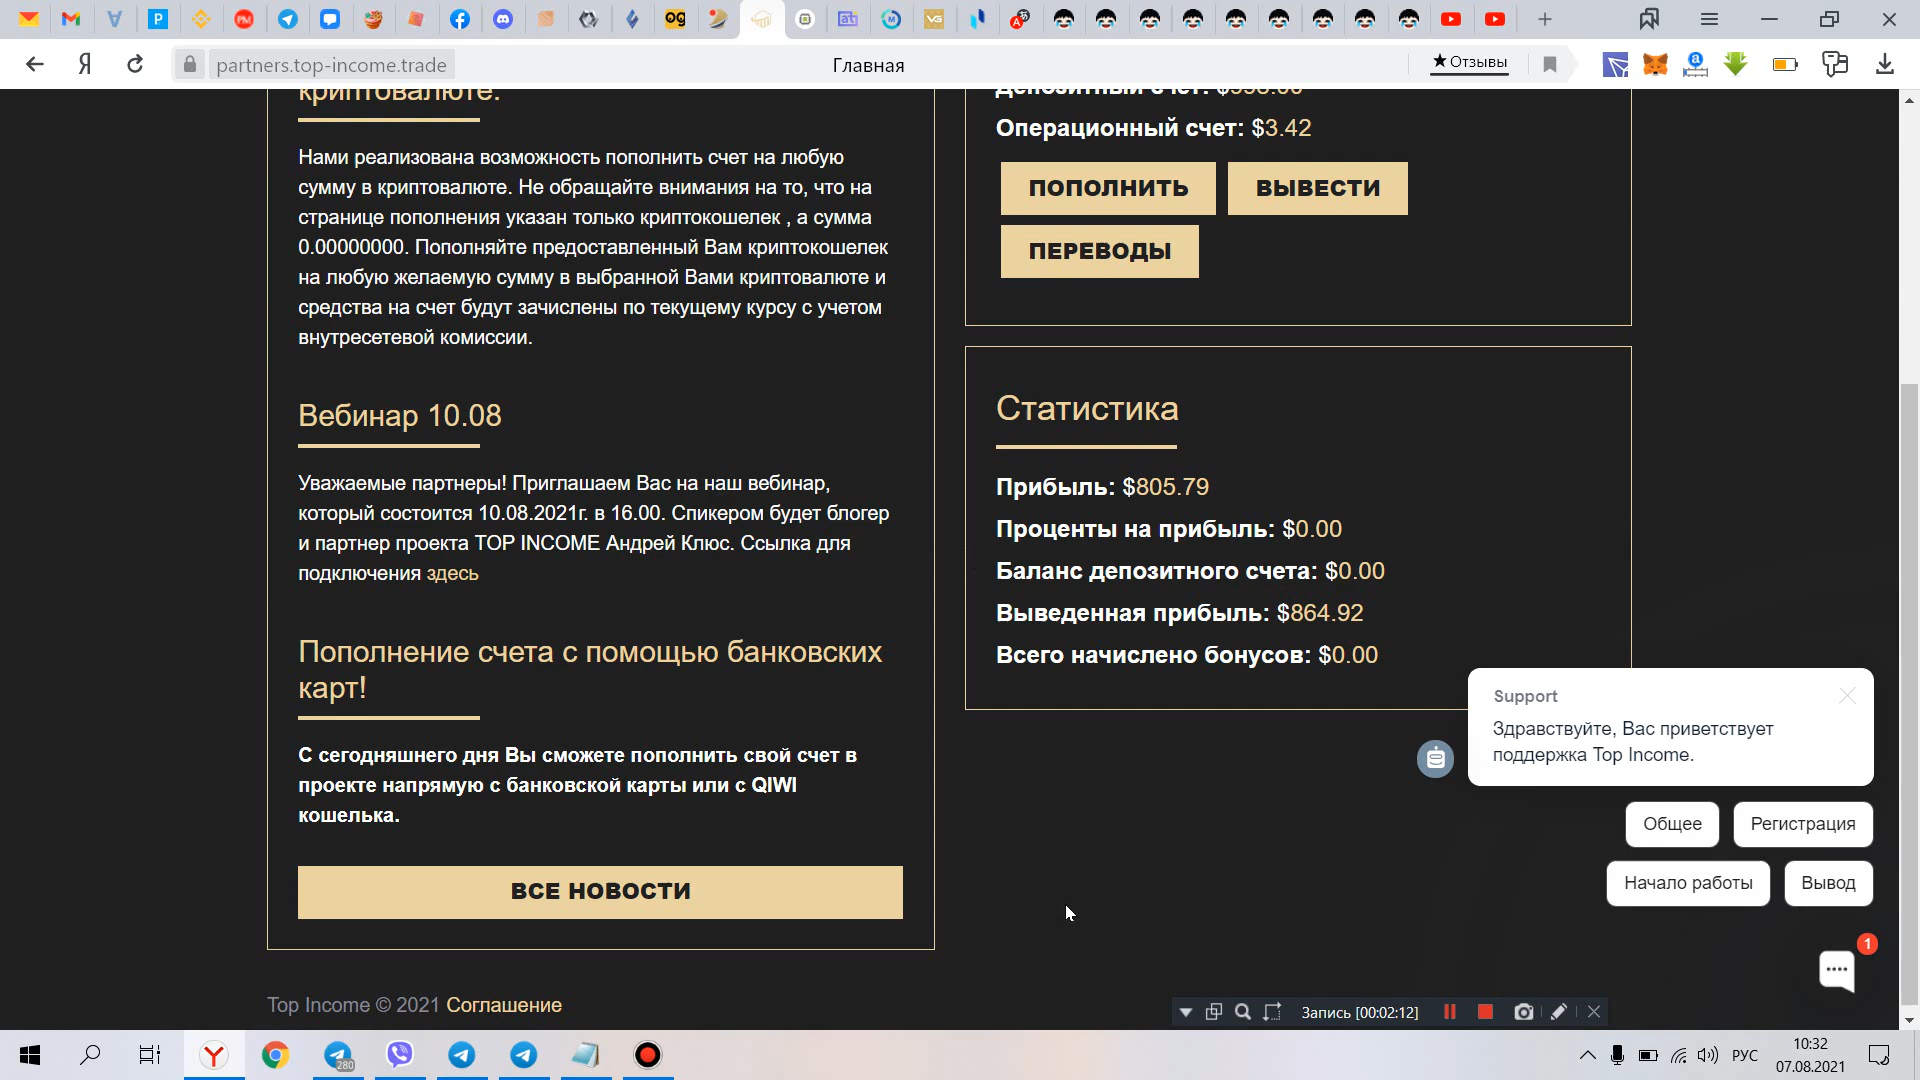 partners.top-income.trade
Главная
★ Отзывы
криптовалюте.
Нами реализована возможность пополнить счет на любую
сумму в криптовалюте. Не обращайте внимания на то, что на
странице пополнения указан только криптокошелек , а сумма
0.00000000. Пополняйте предоставленный Вам криптокошелек
на любую желаемую сумму в выбранной Вами криптовалюте и
средства на счет будут зачислены по текущему курсу с учетом
внутресетевой комиссии.
Вебинар 10.08
Уважаемые партнеры! Приглашаем Вас на наш вебинар,
который состоится 10.08.2021г. в 16.00. Спикером будет блогер
и партнер проекта TOP INCOME Андрей Клюс. Ссылка для
подключения здесь
Пополнение счета с помощью банковских
карт!
С сегодняшнего дня Вы сможете пополнить свой счет в
проекте напрямую с банковской карты или с QIWI
кошелька.
ВСЕ НОВОСТИ
Депозитный счет:
Операционный счет: $3.42
ПОПОЛНИТЬ
ВЫВЕСТИ
ПЕРЕВОДЫ
Статистика
Прибыль: $805.79
Проценты на прибыль: $0.00
Баланс депозитного счета: $0.00
Выведенная прибыль: $864.92
Всего начислено бонусов: $0.00
Support
Здравствуйте, Вас приветствует
поддержка Top Income.
Общее
Регистрация
Начало работы
Вывод
1
Top Income © 2021 Соглашение
Запись [00:02:12]
280
РУС
10:32
07.08.2021